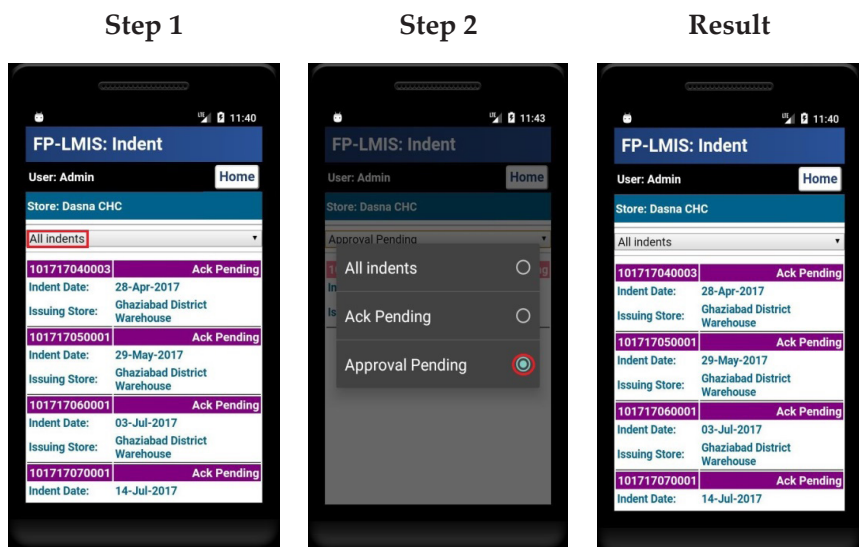 Step 1
11:40
FP-LMIS: Indent
User: Admin Home
Store: Dasna CHC
All indents
101717040003 Ack Pending
Indent Date: 28-Apr-2017
Issuing Store: Ghaziabad District
Warehouse
101717050001 Ack Pending
Indent Date: 29-May-2017
Issuing Store: Ghaziabad District
Warehouse
101717060001 Ack Pending
Indent Date: 03-Jul-2017
Issuing Store: Ghaziabad District
Warehouse
101717070001 Ack Pending
Indent Date: 14-Jul-2017
Step 2
11:43
FP-LMIS: Indent
User: Admin Home
Store: Dasna CHC
Approval Pending
All indents
Ack Pending
Approval Pending
Result
11:40
FP-LMIS: Indent
User: Admin Home
Store: Dasna CHC
All indents
101717040003 Ack Pending
Indent Date: 28-Apr-2017
Issuing Store: Ghaziabad District
Warehouse
101717050001 Ack Pending
Indent Date: 29-May-2017
Issuing Store: Ghaziabad District
Warehouse
101717060001 Ack Pending
Indent Date: 03-Jul-2017
Issuing Store: Ghaziabad District
Warehouse
101717070001 Ack Pending
Indent Date: 14-Jul-2017